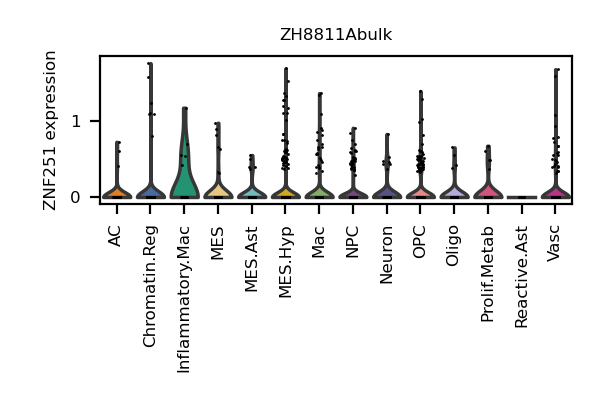 ZH8811Abulk
ZNF251 expression
1
0
AC
Chromatin.Reg
Inflammatory.Mac
MES
MES.Ast
MES.Hyp
Mac
NPC
Neuron
OPC
Oligo
Prolif.Metab
Reactive.Ast
Vasc